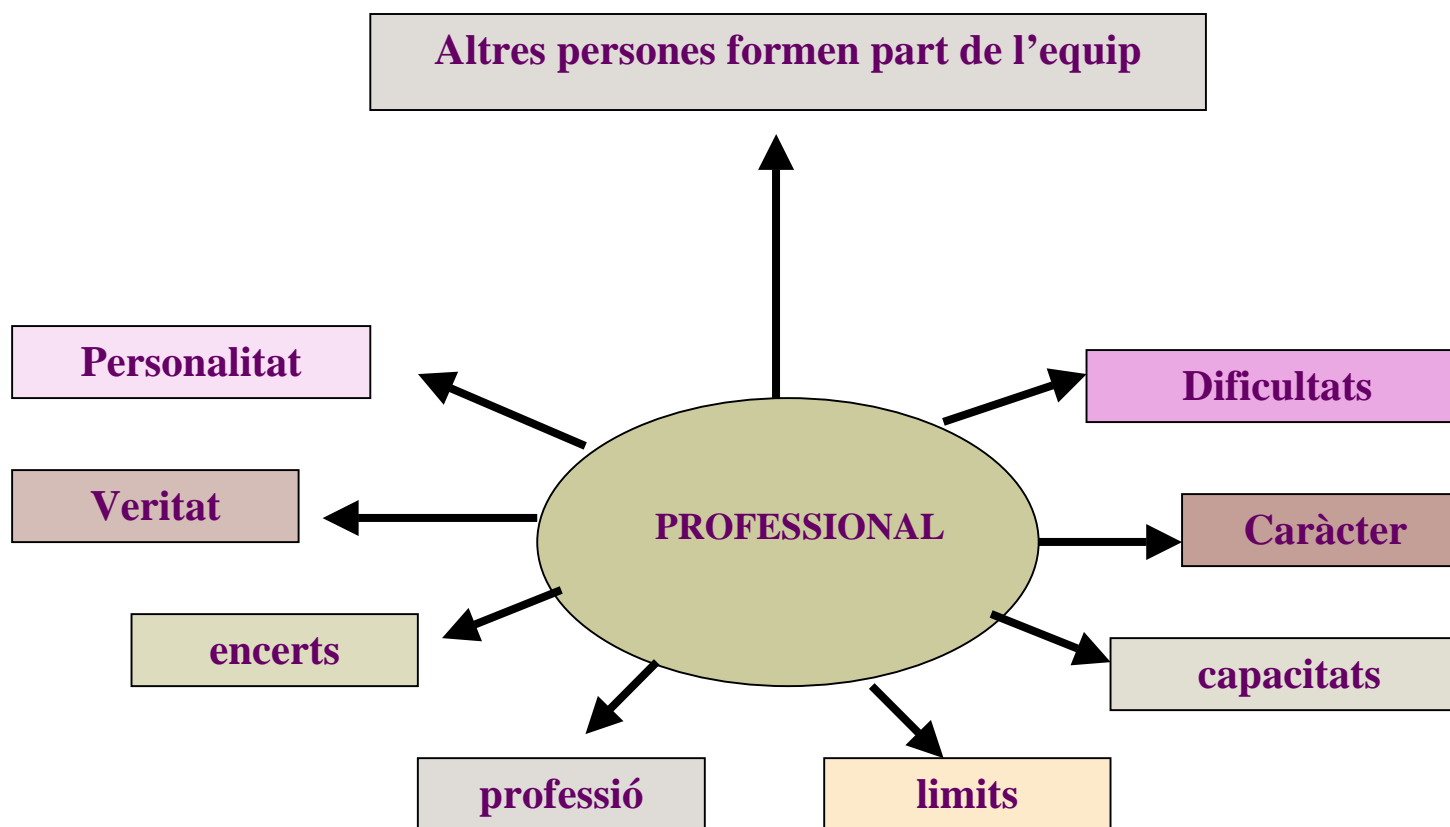 Altres persones formen part de l’equip
Personalitat
Dificultats
Veritat
PROFESSIONAL
Caràcter
encerts
capacitats
professió
limits